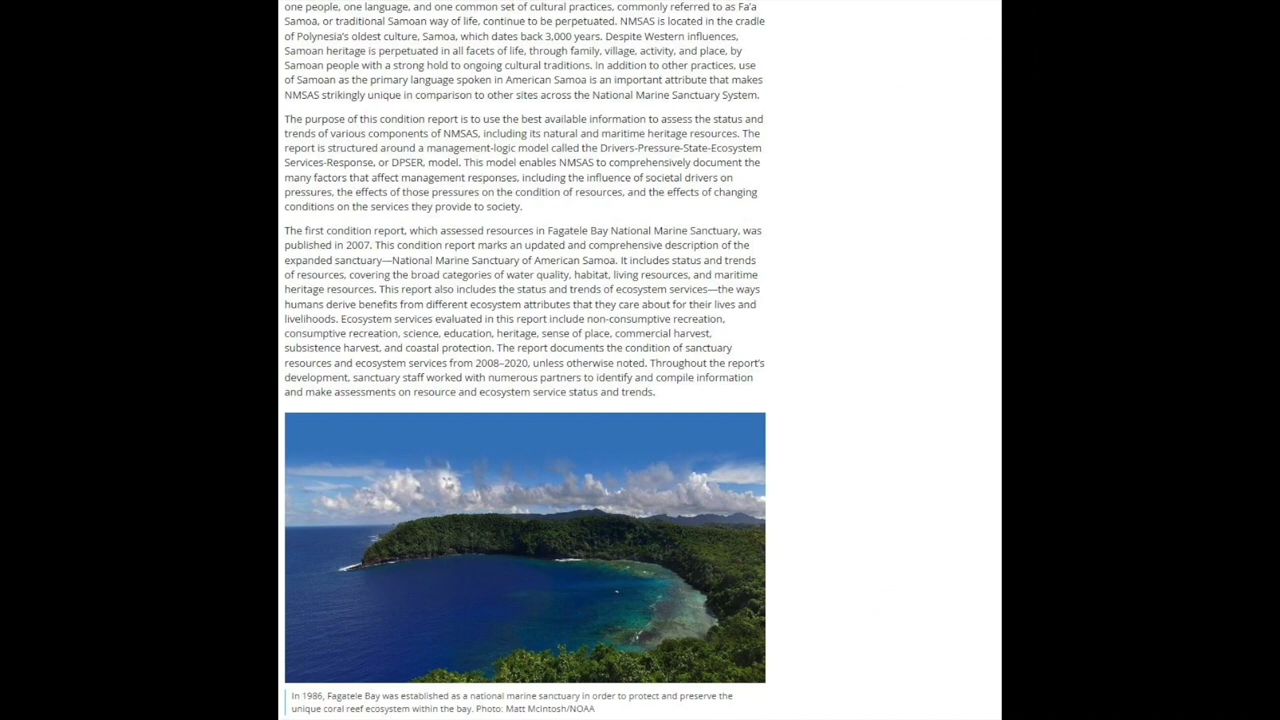 one people, one language, and one common set of cultural practices, commonly referred to as Fa'a
Samoa, or traditional Samoan way of life, continue to be perpetuated. NMSAS is located in the cradle
of Polynesia's oldest culture, Samoa, which dates back 3,000 years. Despite Western influences,
Samoan heritage is perpetuated in all facets of life, through family, village, activity, and place, by
Samoan people with a strong hold to ongoing cultural traditions. In addition to other practices, use
of Samoan as the primary language spoken in American Samoa is an important attribute that makes
NMSAS strikingly unique in comparison to other sites across the National Marine Sanctuary System.
The purpose of this condition report is to use the best available information to assess the status and
trends of various components of NMSAS, including its natural and maritime heritage resources. The
report is structured around a management-logic model called the Drivers-Pressure-State-Ecosystem
Services-Response, or DPSER, model. This model enables NMSAS to comprehensively document the
many factors that affect management responses, including the influence of societal drivers on
pressures, the effects of those pressures on the condition of resources, and the effects of changing
conditions on the services they provide to society.
The first condition report, which assessed resources in Fagatele Bay National Marine Sanctuary, was
published in 2007. This condition report marks an updated and comprehensive description of the
expanded sanctuary—National Marine Sanctuary of American Samoa. It includes status and trends
of resources, covering the broad categories of water quality, habitat, living resources, and maritime
heritage resources. This report also includes the status and trends of ecosystem services—the ways
humans derive benefits from different ecosystem attributes that they care about for their lives and
livelihoods. Ecosystem services evaluated in this report include non-consumptive recreation,
consumptive recreation, science, education, heritage, sense of place, commercial harvest,
subsistence harvest, and coastal protection. The report documents the condition of sanctuary
resources and ecosystem services from 2008–2020, unless otherwise noted. Throughout the report's
development, sanctuary staff worked with numerous partners to identify and compile information
and make assessments on resource and ecosystem service status and trends.
In 1986, Fagatele Bay was established as a national marine sanctuary in order to protect and preserve the
unique coral reef ecosystem within the bay. Photo: Matt McIntosh/NOAA